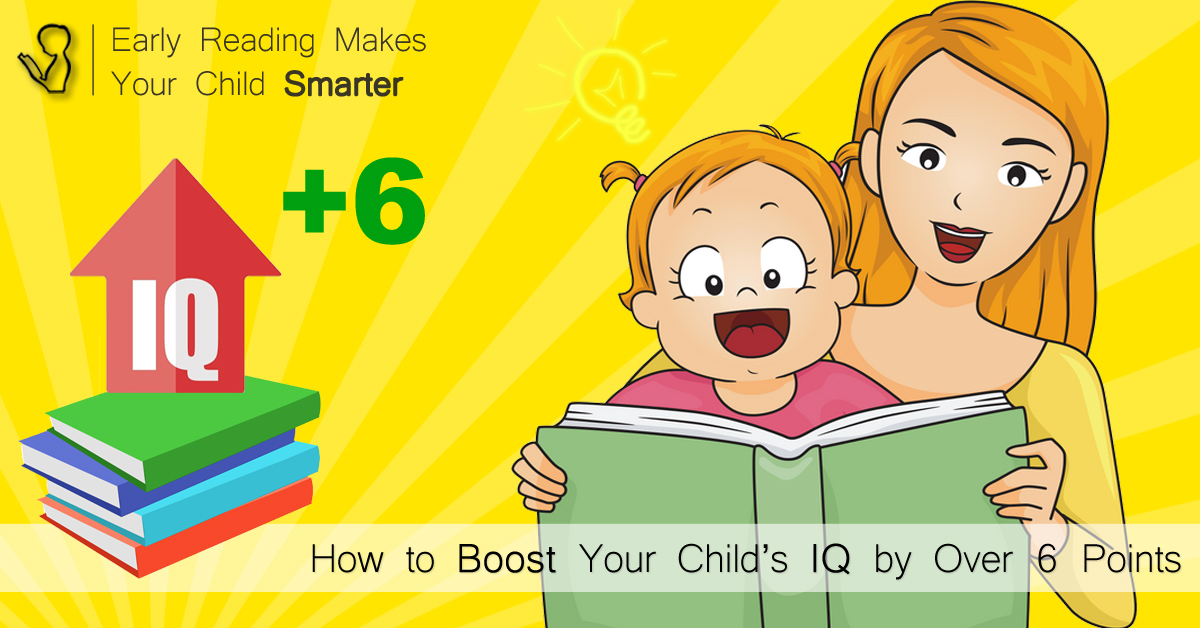 Early Reading Makes
Your Child Smarter
+6
IQ
How to Boost Your Child's IQ by Over 6 Points